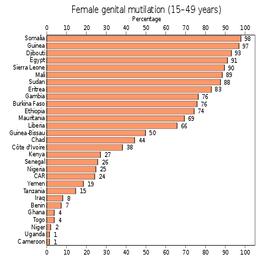 Female genital mutilation (15-49 years)
Percentage
0 10 20 30 40 50 60 70 80 90 100
Somalia 98
Guinea 97
Djibouti 93
Egypt 91
Sierra Leone 90
Mali 89
Sudan 88
Eritrea 83
Gambia 76
Burkina Faso 76
Ethiopia 74
Mauritania 69
Liberia 66
Guinea-Bissau 50
Chad 44
Côte d'Ivoire 38
Kenya 27
Senegal 26
Nigeria 25
CAR 24
Yemen 19
Tanzania 15
Iraq 8
Benin 7
Ghana 4
Togo 4
Niger 2
Uganda 1
Cameroon 1
0 10 20 30 40 50 60 70 80 90 100